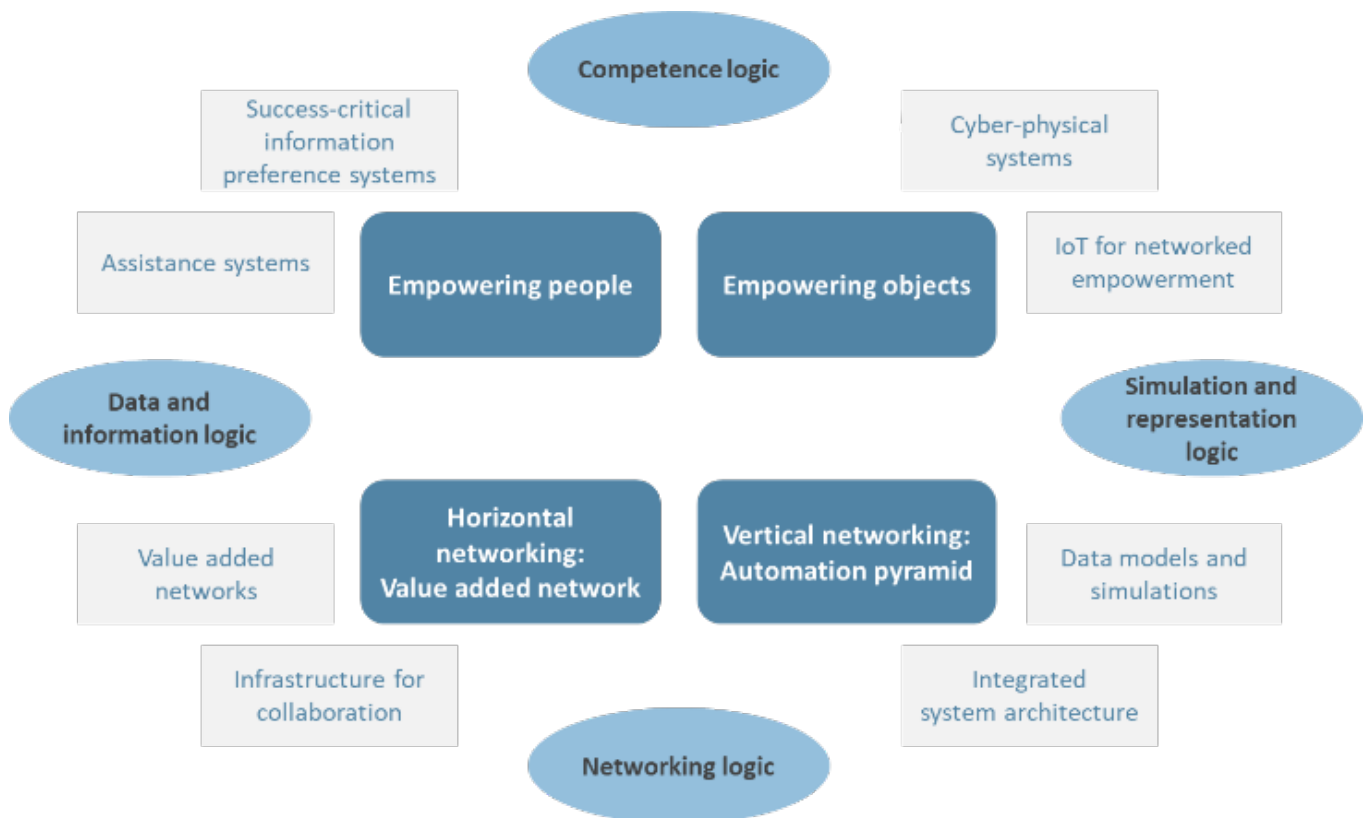 Competence logic
Success-critical
information
preference systems
Cyber-physical
systems
Assistance systems
Empowering people
Empowering objects
IoT for networked
empowerment
Data and
information logic
Simulation and
representation
logic
Horizontal
networking:
Value added network
Vertical networking:
Automation pyramid
Value added
networks
Data models and
simulations
Infrastructure for
collaboration
Integrated
system architecture
Networking logic